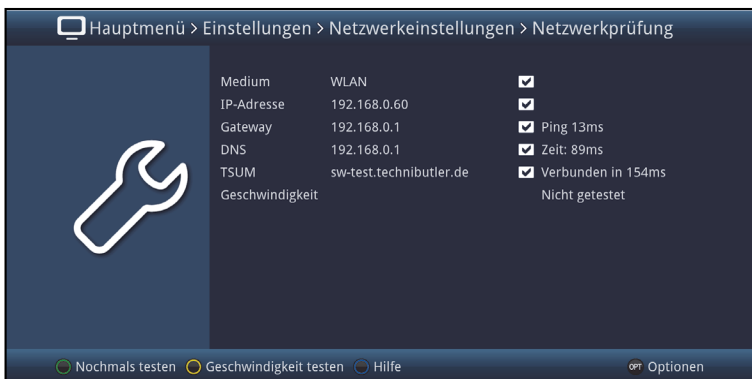 Hauptmenü > Einstellungen > Netzwerkeinstellungen > Netzwerkprüfung
Medium WLAN
IP-Adresse 192.168.0.60
Gateway 192.168.0.1 Ping 13ms
DNS 192.168.0.1 Zeit: 89ms
TSUM sw-test.technibutler.de Verbunden in 154ms
Geschwindigkeit Nicht getestet
Nochmals testen Geschwindigkeit testen Hilfe OPT Optionen